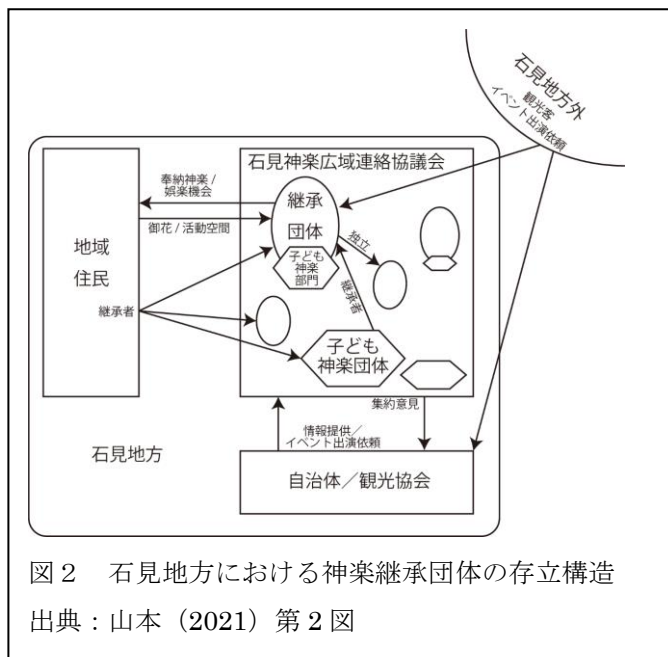 石見地方外
観光客
イベント出演依頼
石見神楽広域連絡協議会
奉納神楽/
娯楽機会
御花/活動空間
地域
住民
継承者
継承
団体
子ども
神楽
部門
独立
継承者
子ども
神楽団体
集約意見
情報提供/
イベント出演依頼
石見地方
自治体/観光協会
図2 石見地方における神楽継承団体の存立構造
出典:山本(2021)第2図